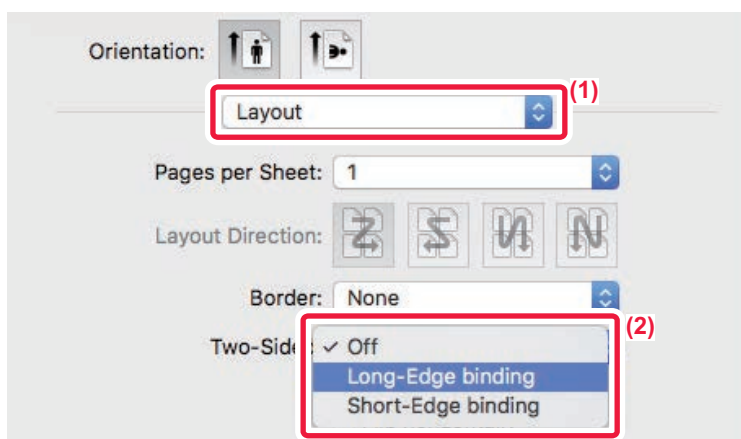 Orientation:
(1)
Layout
Pages per Sheet: 1
Layout Direction:
Border: None
(2)
Two-Side : ✓ Off
Long-Edge binding
Short-Edge binding